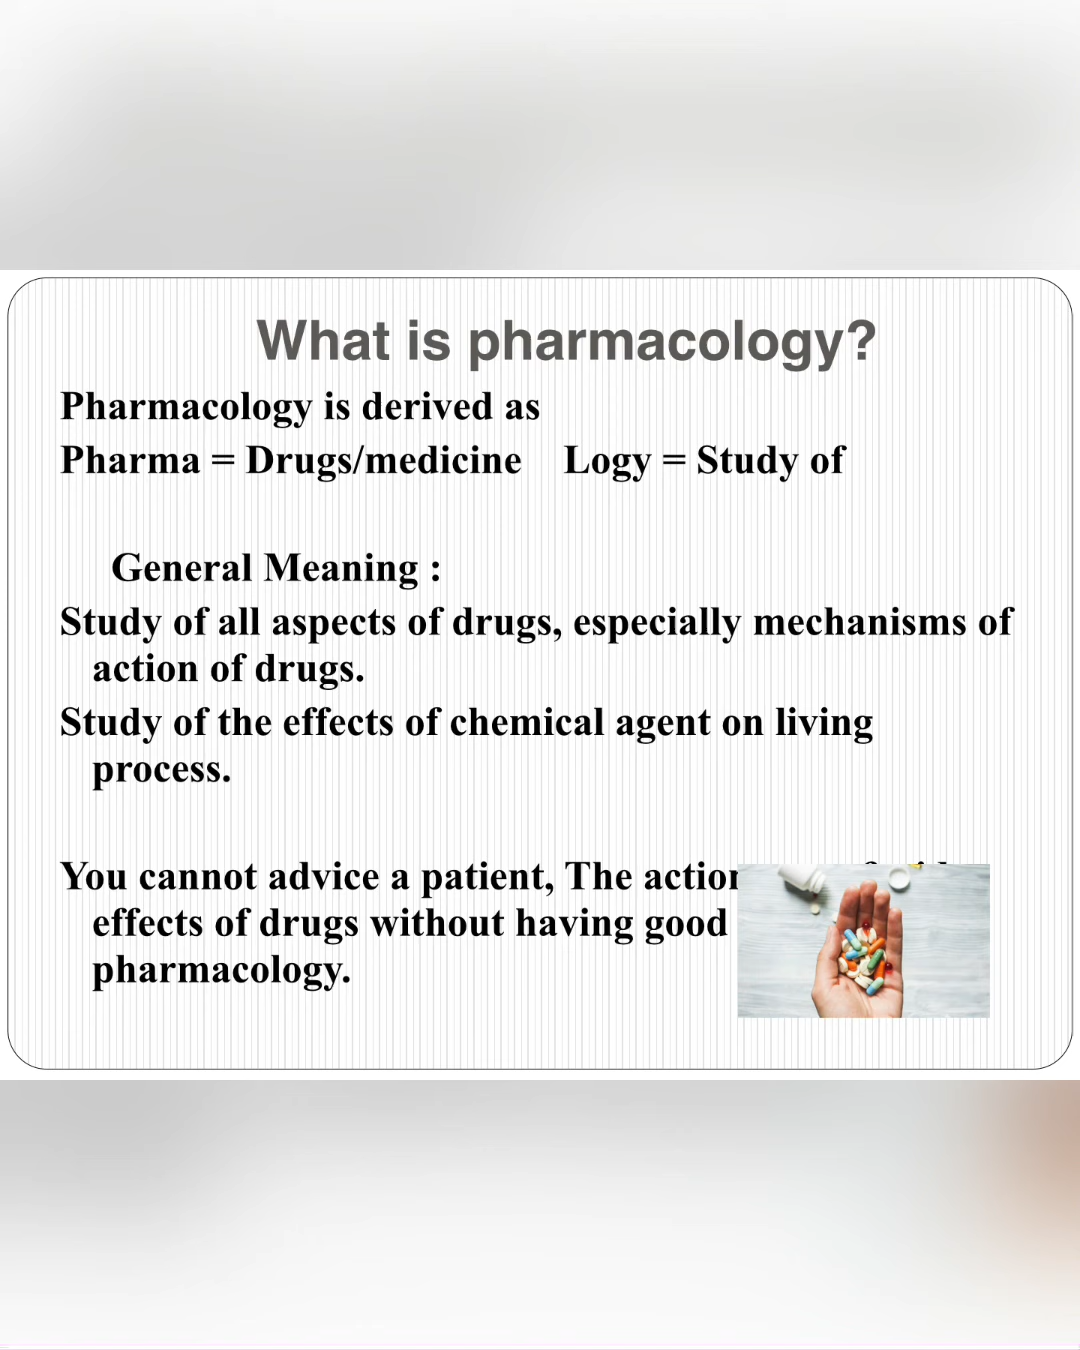 What is pharmacology?
Pharmacology is derived as
Pharma = Drugs/medicine Logy = Study of
General Meaning :
Study of all aspects of drugs, especially mechanisms of
action of drugs.
Study of the effects of chemical agent on living
process.
You cannot advice a patient, The action
effects of drugs without having good
pharmacology.